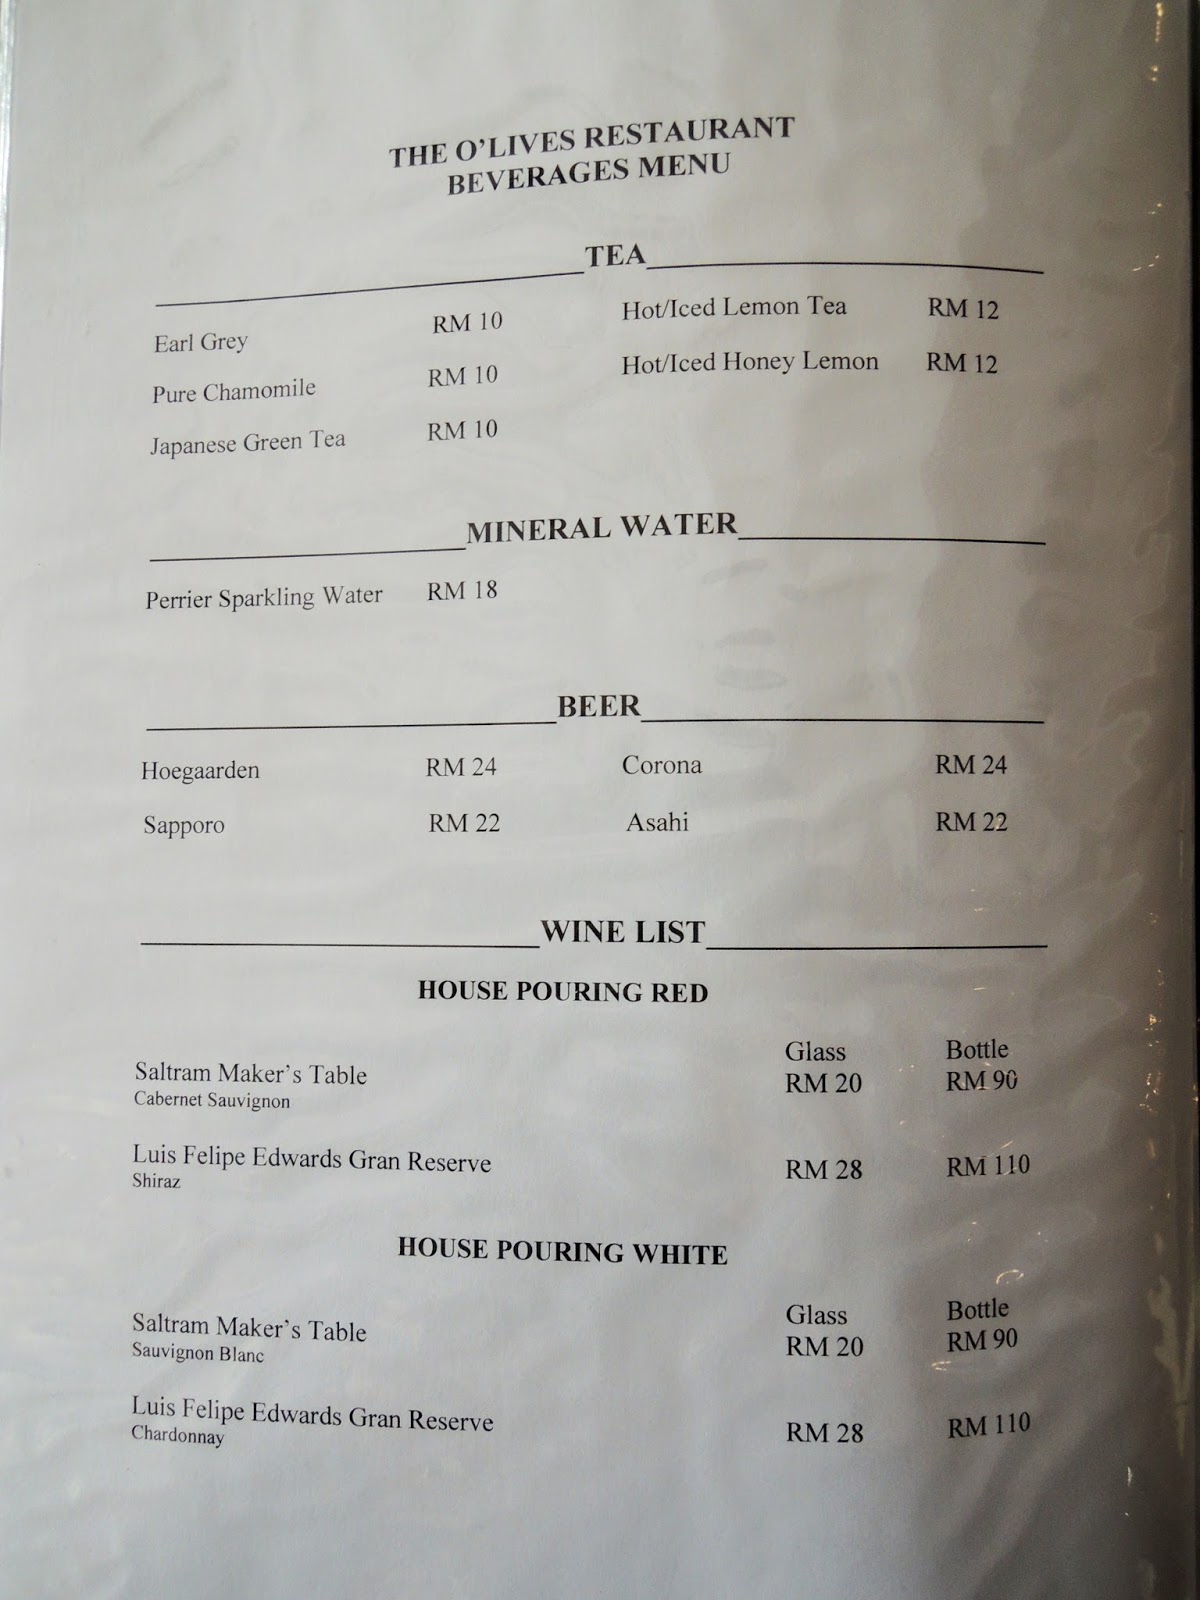 THE O'LIVES RESTAURANT
BEVERAGES MENU
TEA
Earl Grey RM 10 Hot/Iced Lemon Tea RM 12
Pure Chamomile RM 10 Hot/Iced Honey Lemon RM 12
Japanese Green Tea RM 10
MINERAL WATER
Perrier Sparkling Water RM 18
BEER
Hoegaarden RM 24 Corona RM 24
Sapporo RM 22 Asahi RM 22
WINE LIST
HOUSE POURING RED
Glass Bottle
Saltram Maker's Table RM 20 RM 90
Cabernet Sauvignon
Luis Felipe Edwards Gran Reserve RM 28 RM 110
Shiraz
HOUSE POURING WHITE
Glass Bottle
Saltram Maker's Table RM 20 RM 90
Sauvignon Blanc
Luis Felipe Edwards Gran Reserve RM 28 RM 110
Chardonnay